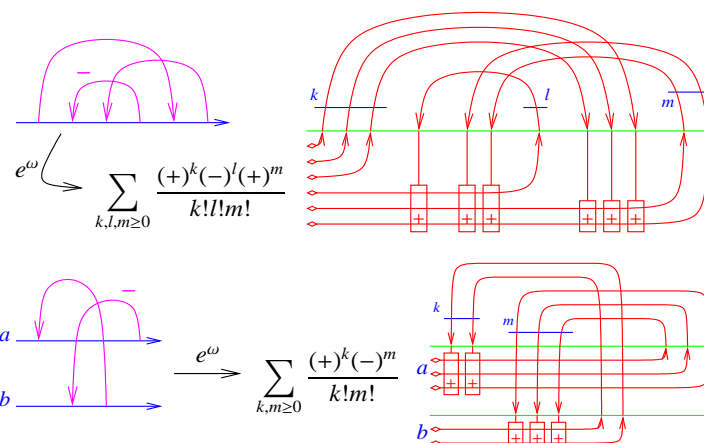 −
k
l
m
e^ω
∑_{k,l,m≥0} (+)^k(−)^l(+)^m / k!l!m!
+ + + + + +
−
k
a
m
e^ω
∑_{k,m≥0} (+)^k(−)^m / k!m!
a
+ +
b
b
+ + +